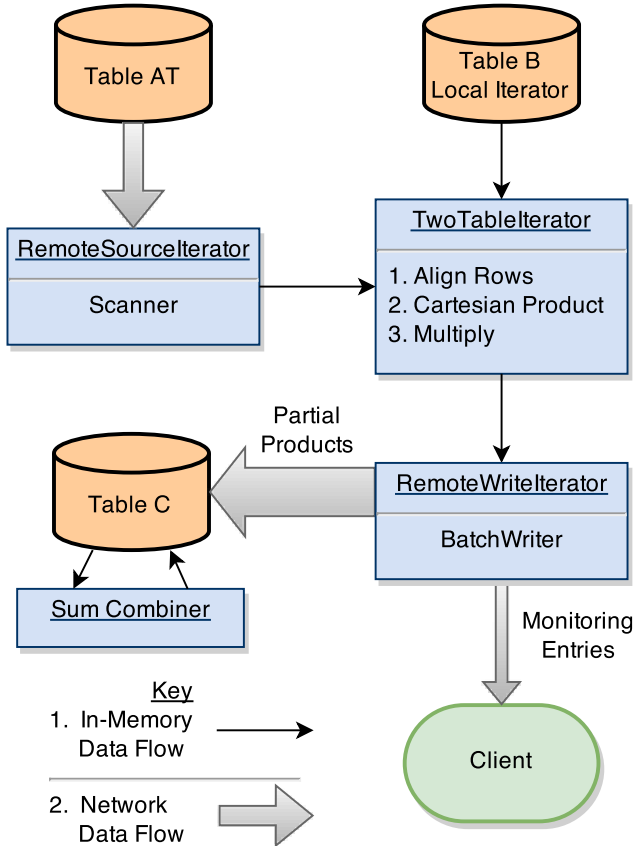 Table AT
Table B
Local Iterator
RemoteSourceIterator
Scanner
TwoTableIterator
1. Align Rows
2. Cartesian Product
3. Multiply
Partial
Products
Table C
RemoteWriteIterator
BatchWriter
Sum Combiner
Monitoring
Entries
Key
1. In-Memory
Data Flow
2. Network
Data Flow
Client